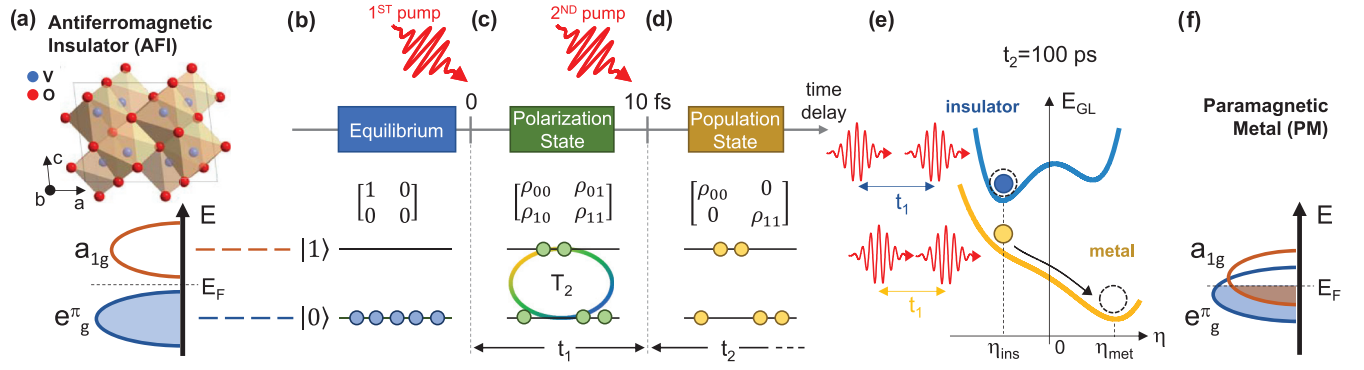 (a)
Antiferromagnetic
Insulator (AFI)
V
O
c
b
a
E
a1g
EF
eπg
(b)
1ST pump
0
Equilibrium
[1 0
0 0]
|1⟩
|0⟩
(c)
2ND pump
10 fs
Polarization
State
[ρ00 ρ01
ρ10 ρ11]
T2
t1
(d)
time
delay
Population
State
[ρ00 0
0 ρ11]
t2
(e)
t2=100 ps
insulator
EGL
t1
metal
t1
ηins
0
ηmet
η
(f)
Paramagnetic
Metal (PM)
E
a1g
EF
eπg